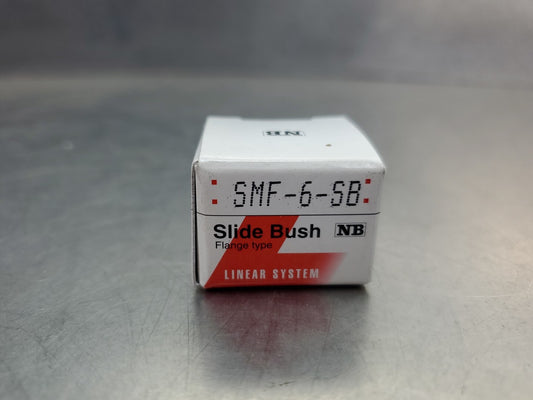 NB
SMF-6-SB
Slide Bush NB
Flange type
LINEAR SYSTEM